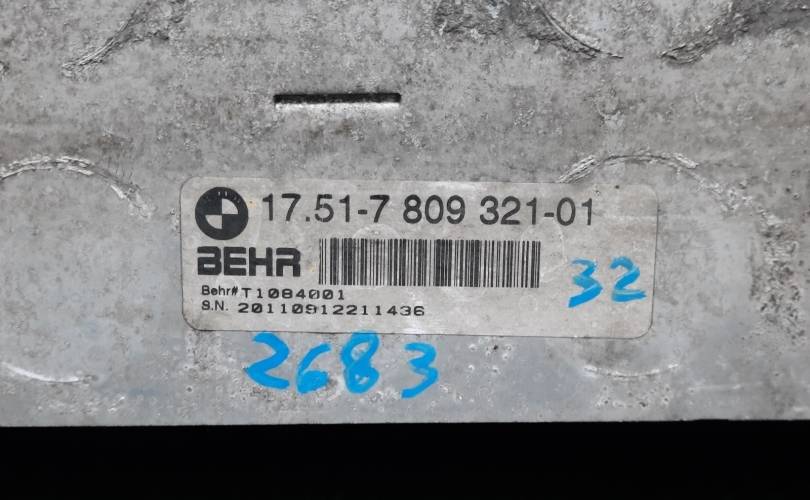 17.51-7 809 321-01
BEHR
32
Behr# T1084001
S.N. 20110912211436
2683